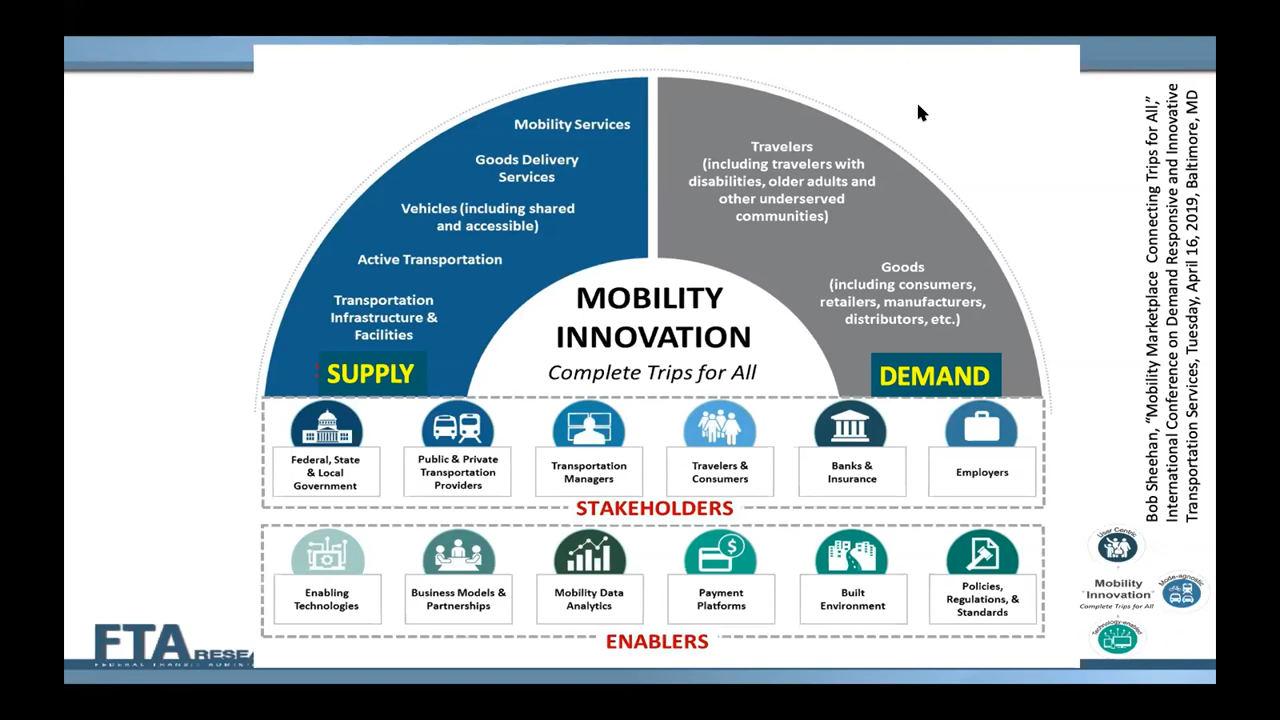 Mobility Services
Goods Delivery
Services
Vehicles (including shared
and accessible)
Active Transportation
Transportation
Infrastructure &
Facilities
SUPPLY
Travelers
(including travelers with
disabilities, older adults and
other underserved
communities)
Goods
(including consumers,
retailers, manufacturers,
distributors, etc.)
DEMAND
MOBILITY
INNOVATION
Complete Trips for All
Federal, State
& Local
Government
Public & Private
Transportation
Providers
Transportation
Managers
Travelers &
Consumers
Banks &
Insurance
Employers
STAKEHOLDERS
Enabling
Technologies
Business Models &
Partnerships
Mobility Data
Analytics
Payment
Platforms
Built
Environment
Policies,
Regulations, &
Standards
ENABLERS
Bob Sheehan, “Mobility Marketplace Connecting Trips for All,”
International Conference on Demand Responsive and Innovative
Transportation Services, Tuesday, April 16, 2019, Baltimore, MD
User Centric
Mobility
Innovation
Complete Trips for All
Mode-agnostic
Technology-enabled
FTA RESEA
FEDERAL TRANSIT ADMINI